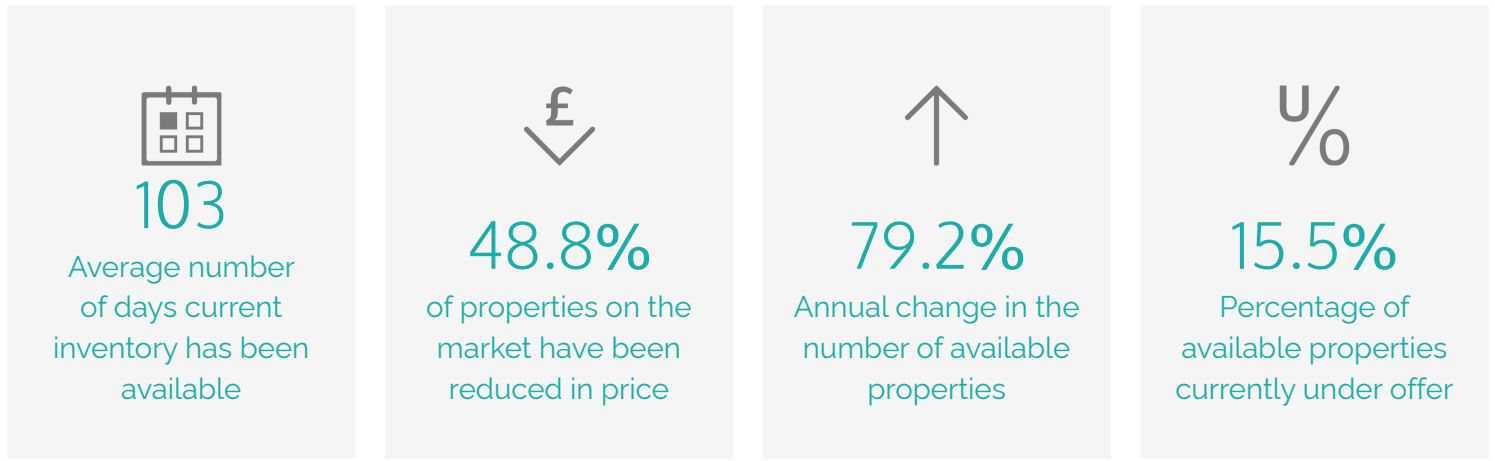 103
Average number
of days current
inventory has been
available
£
48.8%
of properties on the
market have been
reduced in price
79.2%
Annual change in the
number of available
properties
U/O
15.5%
Percentage of
available properties
currently under offer